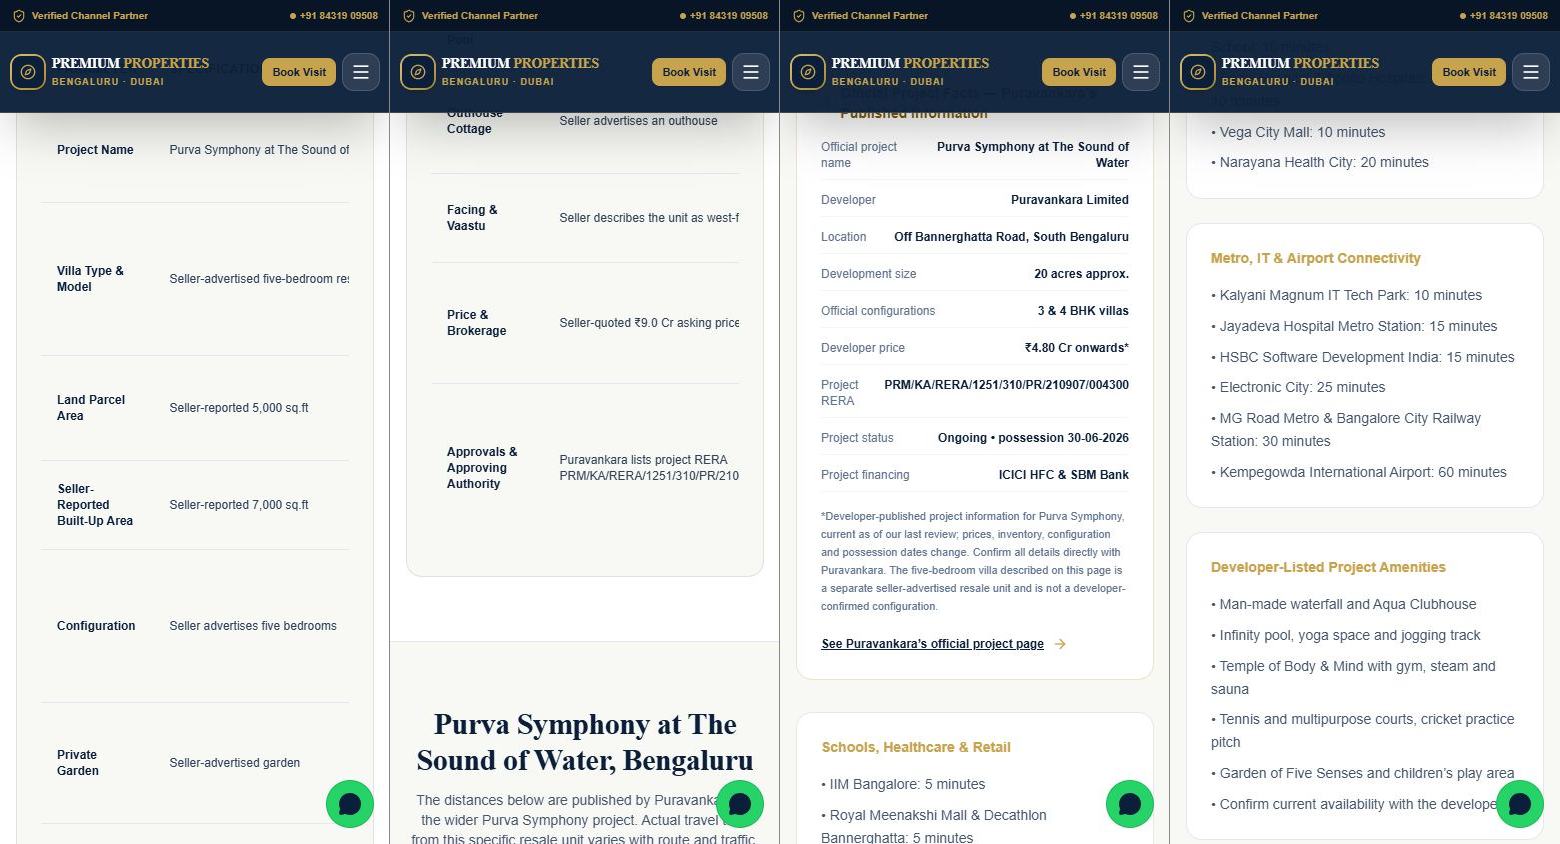 Verified Channel Partner
+91 84319 09508
PREMIUM PROPERTIES
BENGALURU · DUBAI
Book Visit
Project Name
Purva Symphony at The Sound of
Villa Type &
Model
Seller-advertised five-bedroom res
Land Parcel
Area
Seller-reported 5,000 sq.ft
Seller-
Reported
Built-Up Area
Seller-reported 7,000 sq.ft
Configuration
Seller advertises five bedrooms
Private
Garden
Seller-advertised garden
Verified Channel Partner
+91 84319 09508
Pool
PREMIUM PROPERTIES
BENGALURU · DUBAI
Book Visit
Outhouse
Cottage
Seller advertises an outhouse
Facing &
Vaastu
Seller describes the unit as west-f
Price &
Brokerage
Seller-quoted ₹9.0 Cr asking price
Approvals &
Approving
Authority
Puravankara lists project RERA
PRM/KA/RERA/1251/310/PR/210
Purva Symphony at The
Sound of Water, Bengaluru
The distances below are published by Puravanka
the wider Purva Symphony project. Actual travel
from this specific resale unit varies with route and traffic
Verified Channel Partner
+91 84319 09508
PREMIUM PROPERTIES
BENGALURU · DUBAI
Book Visit
Official Project Facts — Puravankara's
Published Information
Official project
name
Purva Symphony at The Sound of
Water
Developer
Puravankara Limited
Location
Off Bannerghatta Road, South Bengaluru
Development size
20 acres approx.
Official configurations
3 & 4 BHK villas
Developer price
₹4.80 Cr onwards*
Project
RERA
PRM/KA/RERA/1251/310/PR/210907/004300
Project status
Ongoing • possession 30-06-2026
Project financing
ICICI HFC & SBM Bank
*Developer-published project information for Purva Symphony,
current as of our last review; prices, inventory, configuration
and possession dates change. Confirm all details directly with
Puravankara. The five-bedroom villa described on this page is
a separate seller-advertised resale unit and is not a developer-
confirmed configuration.
See Puravankara's official project page
Schools, Healthcare & Retail
• IIM Bangalore: 5 minutes
• Royal Meenakshi Mall & Decathlon
Bannerghatta: 5 minutes
Verified Channel Partner
+91 84319 09508
School: 10 minutes
PREMIUM PROPERTIES
BENGALURU · DUBAI
Book Visit
10 minutes
• Vega City Mall: 10 minutes
• Narayana Health City: 20 minutes
Metro, IT & Airport Connectivity
• Kalyani Magnum IT Tech Park: 10 minutes
• Jayadeva Hospital Metro Station: 15 minutes
• HSBC Software Development India: 15 minutes
• Electronic City: 25 minutes
• MG Road Metro & Bangalore City Railway
Station: 30 minutes
• Kempegowda International Airport: 60 minutes
Developer-Listed Project Amenities
• Man-made waterfall and Aqua Clubhouse
• Infinity pool, yoga space and jogging track
• Temple of Body & Mind with gym, steam and
sauna
• Tennis and multipurpose courts, cricket practice
pitch
• Garden of Five Senses and children's play area
• Confirm current availability with the develope